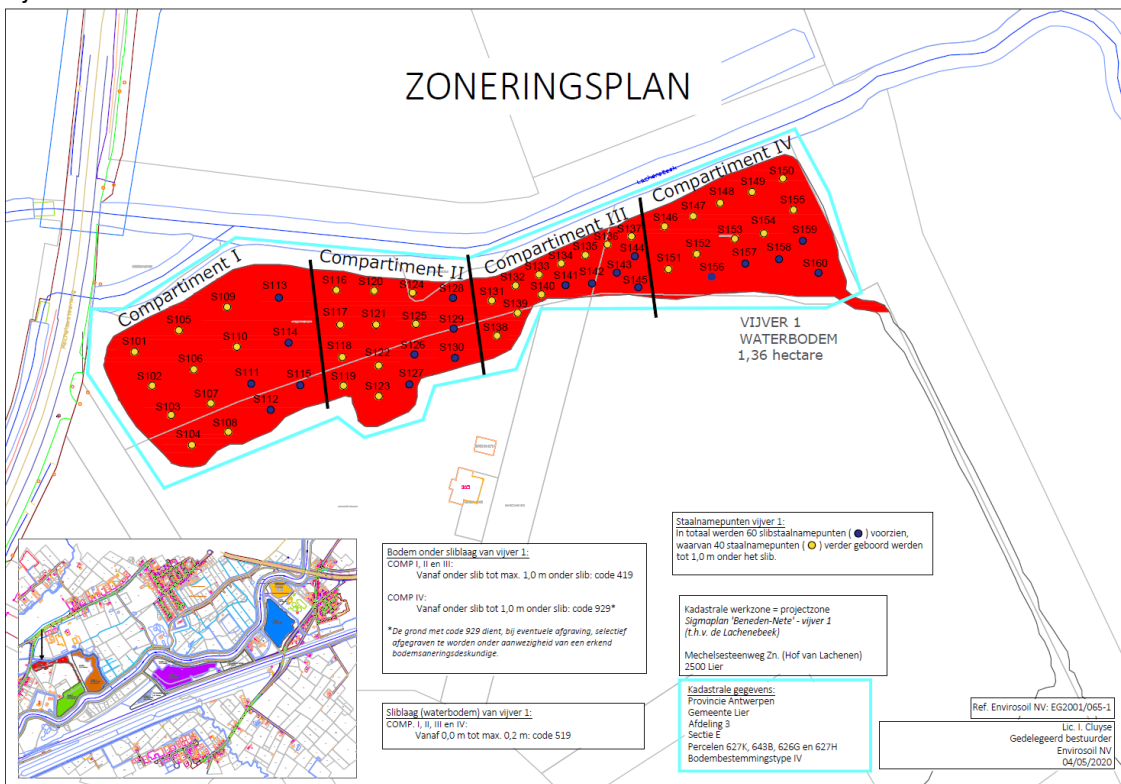 ZONERINGSPLAN
Lachenebeek
Compartiment I
Compartiment II
Compartiment III
Compartiment IV
S101
S102
S103
S104
S105
S106
S107
S108
S109
S110
S111
S112
S113
S114
S115
S116
S117
S118
S119
S120
S121
S122
S123
S124
S125
S126
S127
S128
S129
S130
S131
S132
S133
S134
S135
S136
S137
S138
S139
S140
S141
S142
S143
S144
S145
S146
S147
S148
S149
S150
S151
S152
S153
S154
S155
S156
S157
S158
S159
S160
VIJVER 1
WATERBODEM
1,36 hectare
Bodem onder sliblaag van vijver 1:
COMP I, II en III:
Vanaf onder slib tot max. 1,0 m onder slib: code 419
COMP IV:
Vanaf onder slib tot 1,0 m onder slib: code 929*
*De grond met code 929 dient, bij eventuele afgraving, selectief
afgegraven te worden onder aanwezigheid van een erkend
bodemsaneringsdeskundige.
Sliblaag (waterbodem) van vijver 1:
COMP. I, II, III en IV:
Vanaf 0,0 m tot max. 0,2 m: code 519
Staalnamepunten vijver 1:
In totaal werden 60 slibstaalnamepunten ( ) voorzien,
waarvan 40 staalnamepunten ( ) verder geboord werden
tot 1,0 m onder het slib.
Kadastrale werkzone = projectzone
Sigmaplan 'Beneden-Nete' - vijver 1
(t.h.v. de Lachenebeek)
Mechelsesteenweg Zn. (Hof van Lachenen)
2500 Lier
Kadastrale gegevens:
Provincie Antwerpen
Gemeente Lier
Afdeling 3
Sectie E
Percelen 627K, 643B, 626G en 627H
Bodembestemmingstype IV
Ref. Envirosoil NV: EG2001/065-1
Lic. I. Cluyse
Gedelegeerd bestuurder
Envirosoil NV
04/05/2020